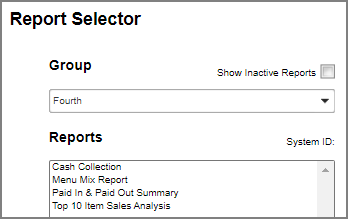 Report Selector
Group
Show Inactive Reports
Fourth
Reports
System ID:
Cash Collection
Menu Mix Report
Paid In & Paid Out Summary
Top 10 Item Sales Analysis